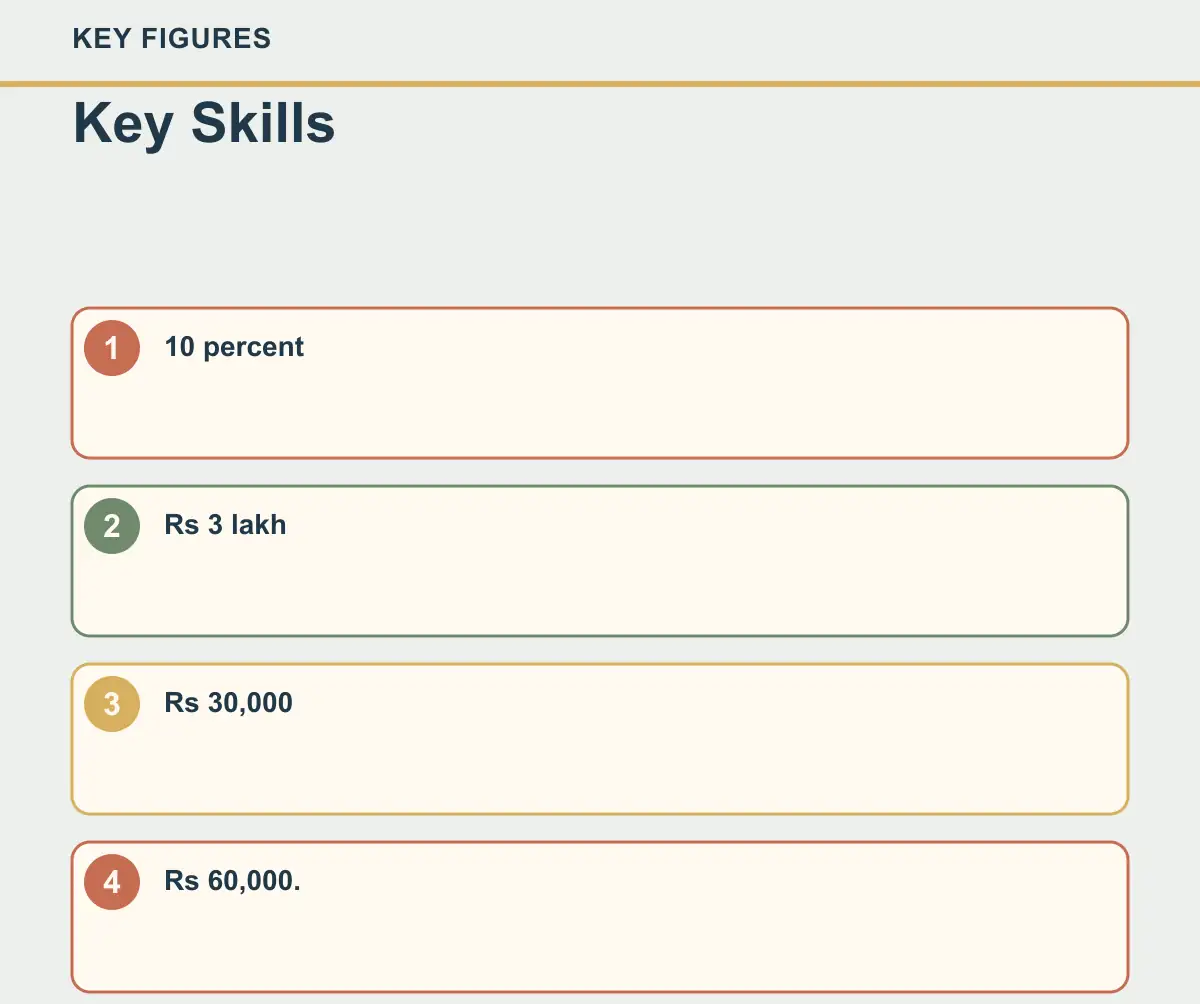 KEY FIGURES
Key Skills
1
10 percent
2
Rs 3 lakh
3
Rs 30,000
4
Rs 60,000.